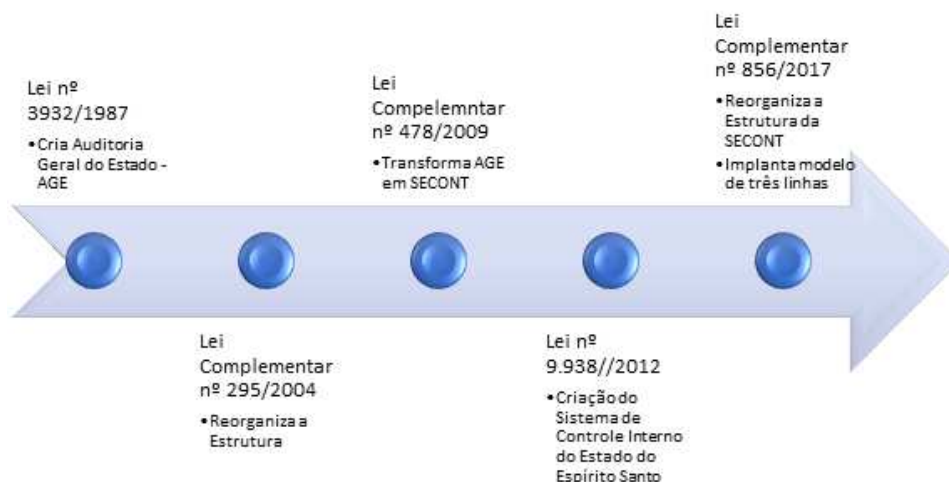 Lei nº
3932/1987
•Cria Auditoria
Geral do Estado -
AGE
Lei
Complementar
nº 295/2004
•Reorganiza a
Estrutura
Lei
Compelemntar
nº 478/2009
•Transforma AGE
em SECONT
Lei nº
9.938//2012
•Criação do
Sistema de
Controle Interno
do Estado do
Espírito Santo
Lei
Complementar
nº 856/2017
•Reorganiza a
Estrutura da
SECONT
•Implanta modelo
de três linhas